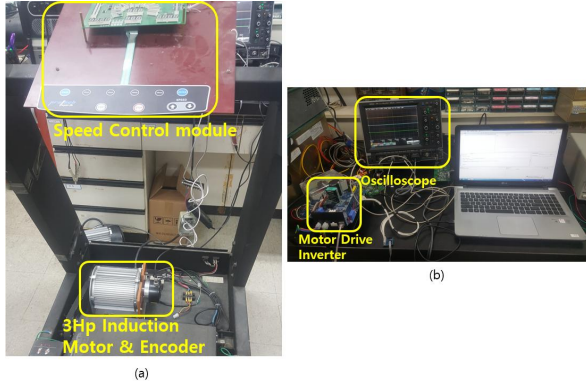 Speed Control module
3Hp Induction
Motor & Encoder
(a)
Oscilloscope
Motor Drive
Inverter
(b)